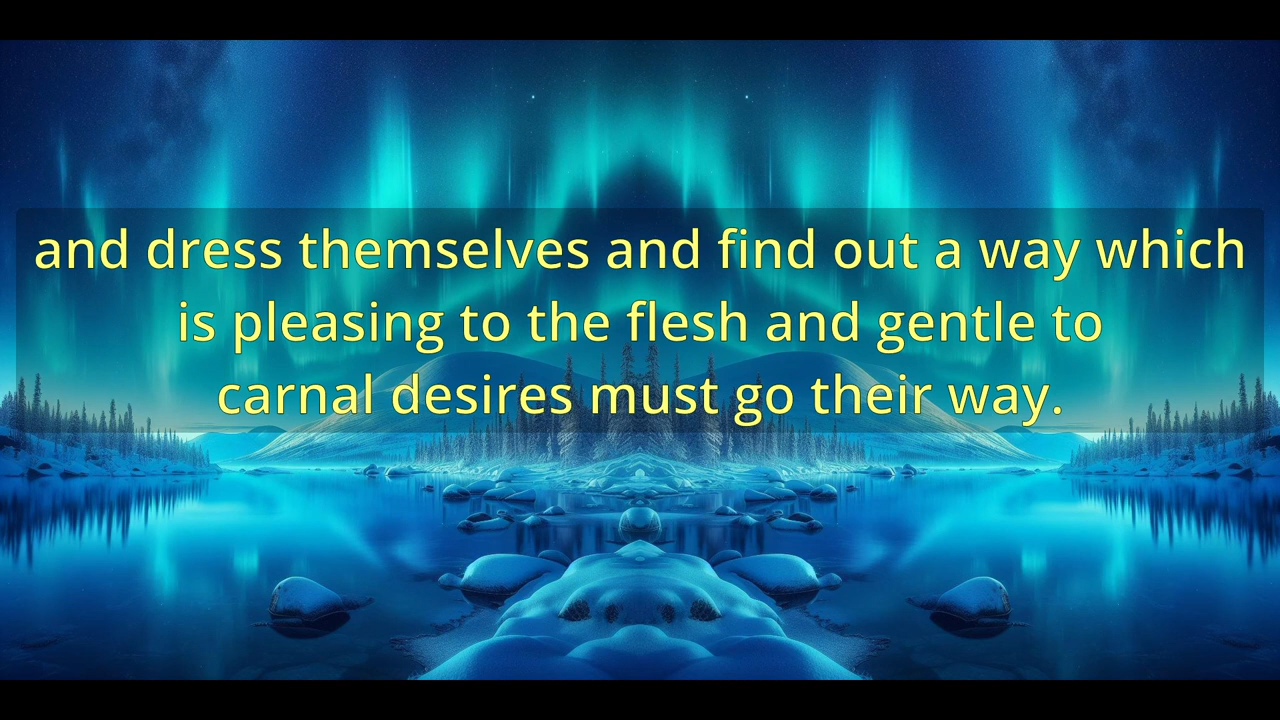 and dress themselves and find out a way which
is pleasing to the flesh and gentle to
carnal desires must go their way.